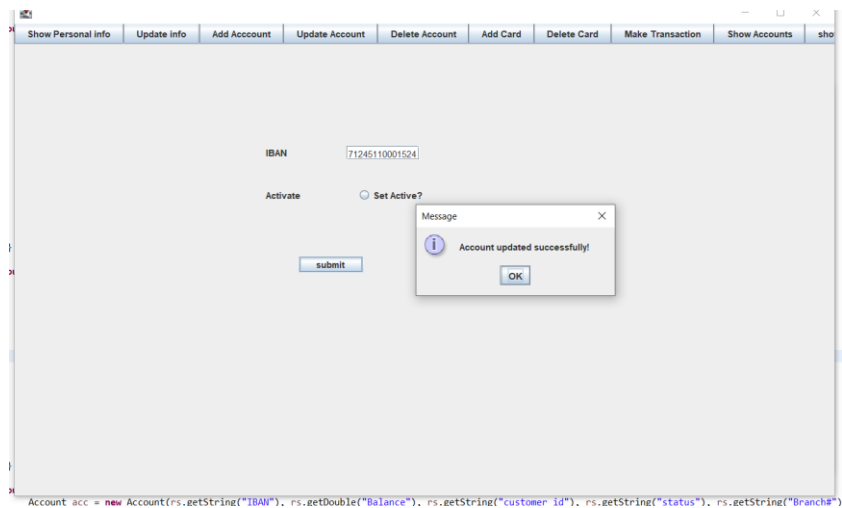 Show Personal info Update info Add Acccount Update Account Delete Account Add Card Delete Card Make Transaction Show Accounts sho
IBAN 71245110001524
Activate Set Active?
Message
Account updated successfully!
OK
submit
}
}
Account acc = new Account(rs.getString("IBAN"), rs.getDouble("Balance"), rs.getString("customer id"), rs.getString("status"), rs.getString("Branch#")